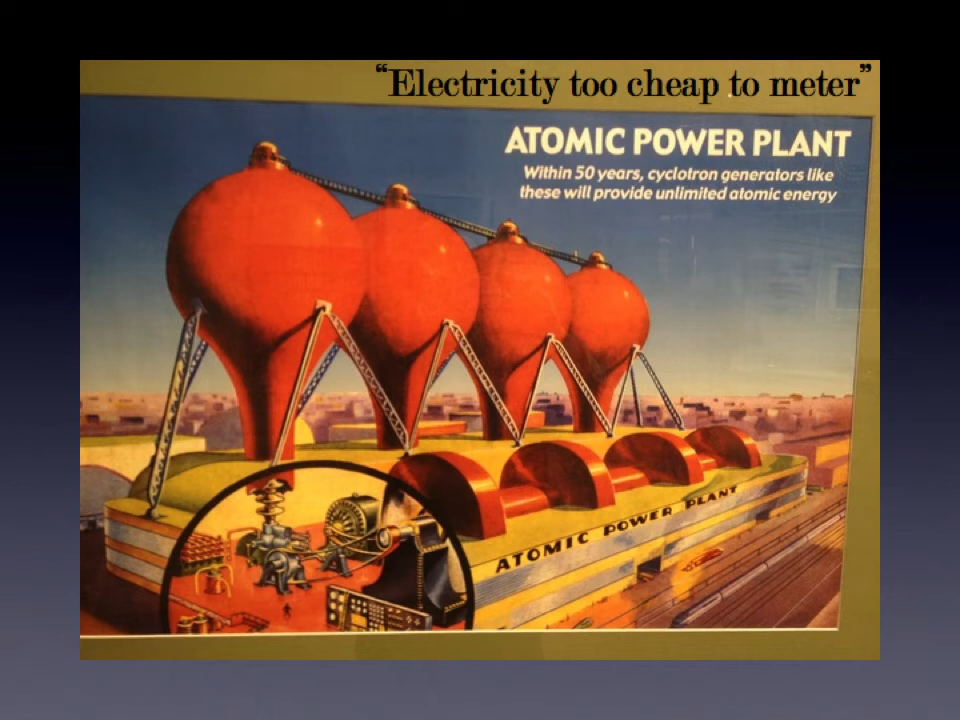 “Electricity too cheap to meter”
ATOMIC POWER PLANT
Within 50 years, cyclotron generators like
these will provide unlimited atomic energy
ATOMIC POWER PLANT